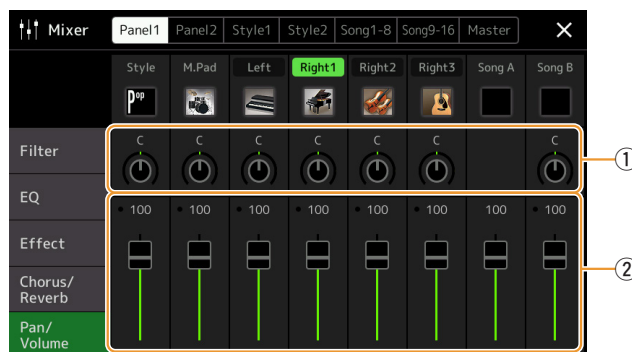 Mixer Panel1 Panel2 Style1 Style2 Song1-8 Song9-16 Master
Style M.Pad Left Right1 Right2 Right3 Song A Song B
Pop
Filter C C C C C C C
①
EQ 100 100 100 100 100 100 100 100
Effect
②
Chorus/
Reverb
Pan/
Volume